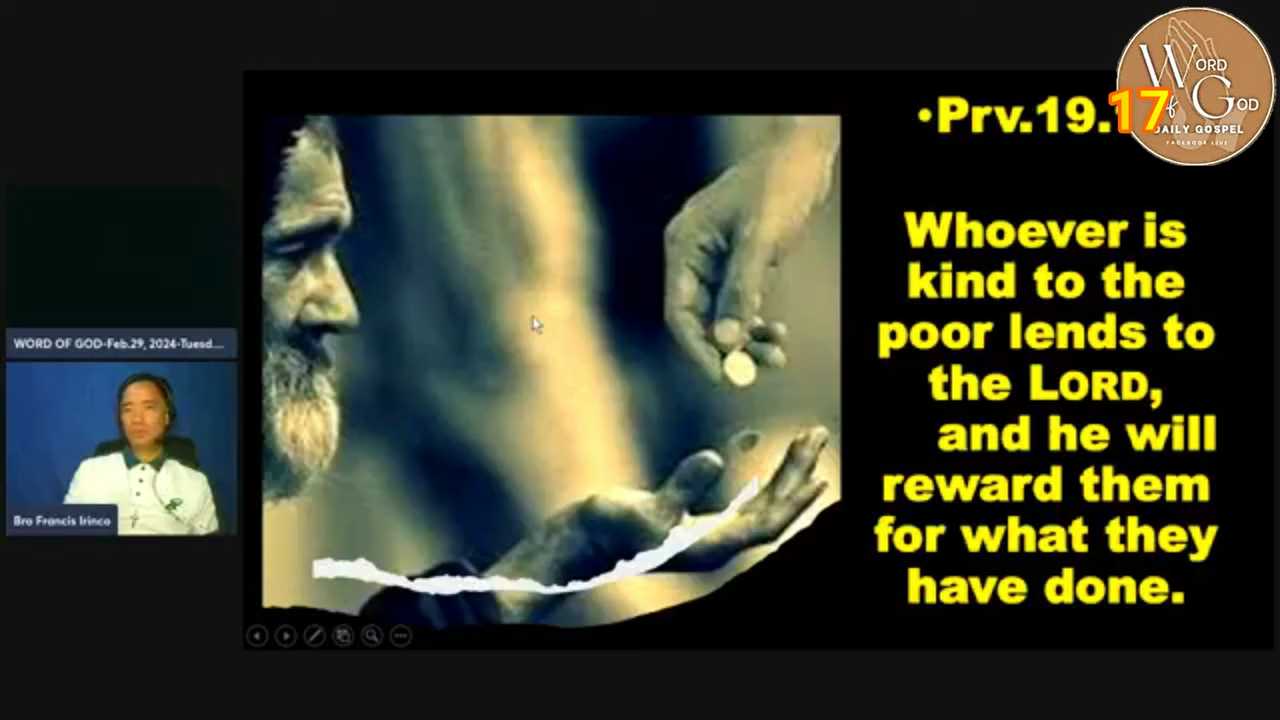 WORD of GOD
DAILY GOSPEL
FACEBOOK LIVE
•Prv.19.17
Whoever is
kind to the
poor lends to
the LORD,
and he will
reward them
for what they
have done.
WORD OF GOD-Feb.29, 2024-Tuesd...
Bro Francis Irinco